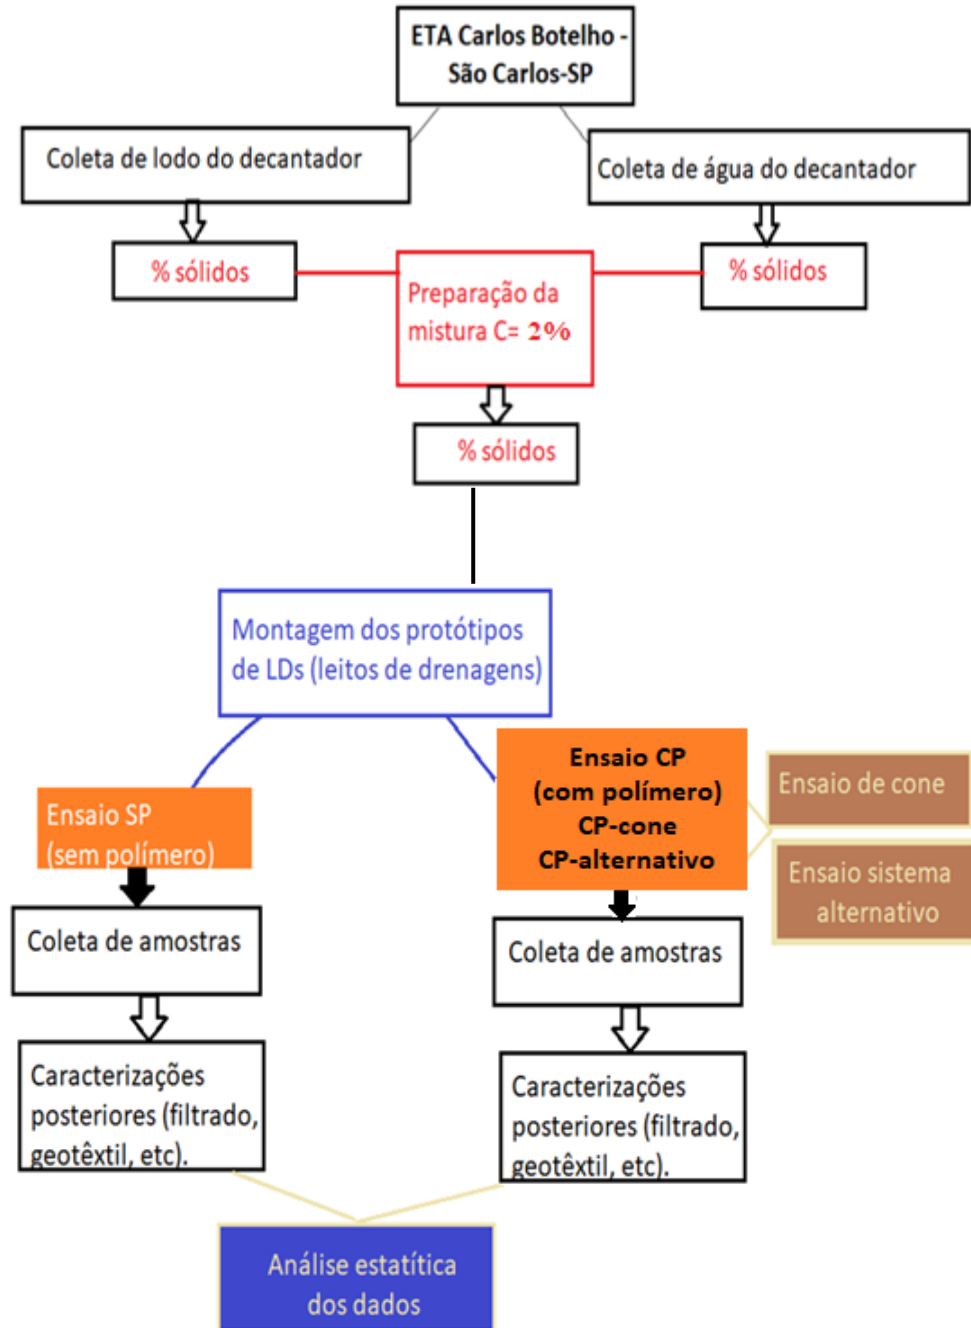 ETA Carlos Botelho -
São Carlos-SP
Coleta de lodo do decantador
Coleta de água do decantador
% sólidos
Preparação da
mistura C= 2%
% sólidos
% sólidos
Montagem dos protótipos
de LDs (leitos de drenagens)
Ensaio SP
(sem polímero)
Ensaio CP
(com polímero)
CP-cone
CP-alternativo
Ensaio de cone
Ensaio sistema
alternativo
Coleta de amostras
Coleta de amostras
Caracterizações
posteriores (filtrado,
geotêxtil, etc).
Caracterizações
posteriores (filtrado,
geotêxtil, etc).
Análise estatítica
dos dados